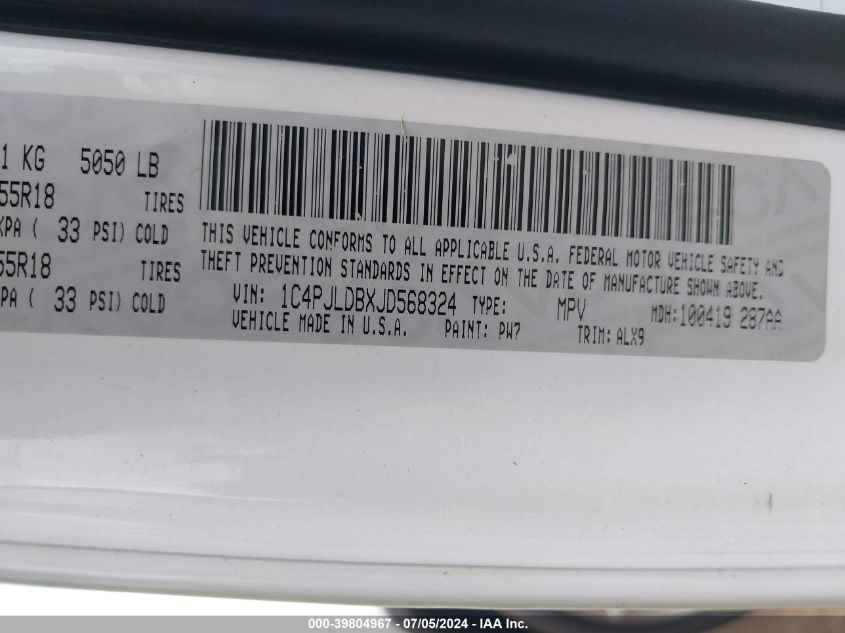 1 KG 5050 LB
55R18 TIRES
KPA ( 33 PSI) COLD
55R18 TIRES
KPA ( 33 PSI) COLD
THIS VEHICLE CONFORMS TO ALL APPLICABLE U.S.A. FEDERAL MOTOR VEHICLE SAFETY AND
THEFT PREVENTION STANDARDS IN EFFECT ON THE DATE OF MANUFACTURE SHOWN ABOVE.
VIN: 1C4PJLDBXJD568324 TYPE: MPV MDH:100419 287AA
VEHICLE MADE IN U.S.A. PAINT: PW7 TRIM: ALX9
000-39804967 - 07/05/2024 - IAA Inc.